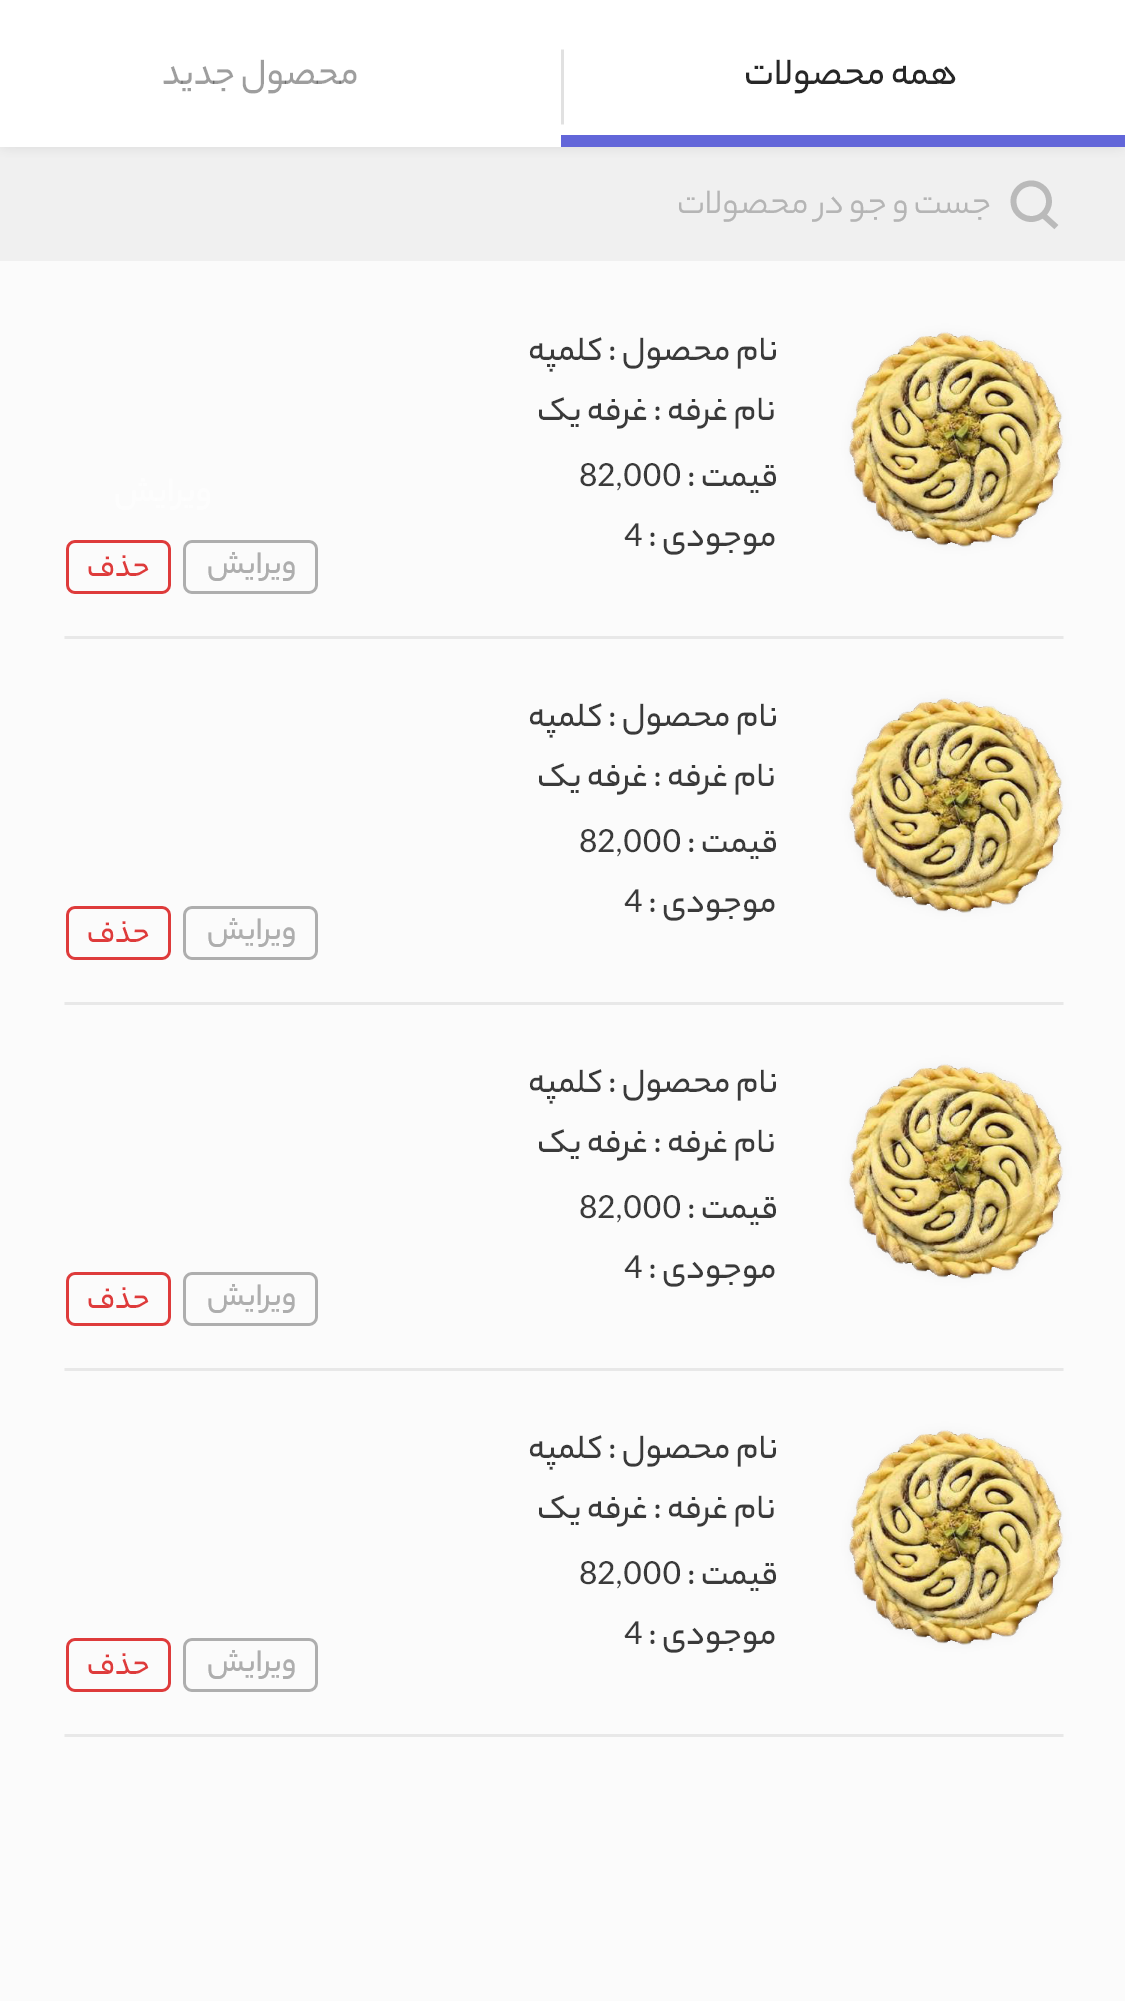 همه محصولات
محصول جدید
جست و جو در محصولات
نام محصول : کلمپه
نام غرفه : غرفه یک
قیمت : 82,000
ویرایش
موجودی : 4
ویرایش
حذف
نام محصول : کلمپه
نام غرفه : غرفه یک
قیمت : 82,000
موجودی : 4
ویرایش
حذف
نام محصول : کلمپه
نام غرفه : غرفه یک
قیمت : 82,000
موجودی : 4
ویرایش
حذف
نام محصول : کلمپه
نام غرفه : غرفه یک
قیمت : 82,000
موجودی : 4
ویرایش
حذف